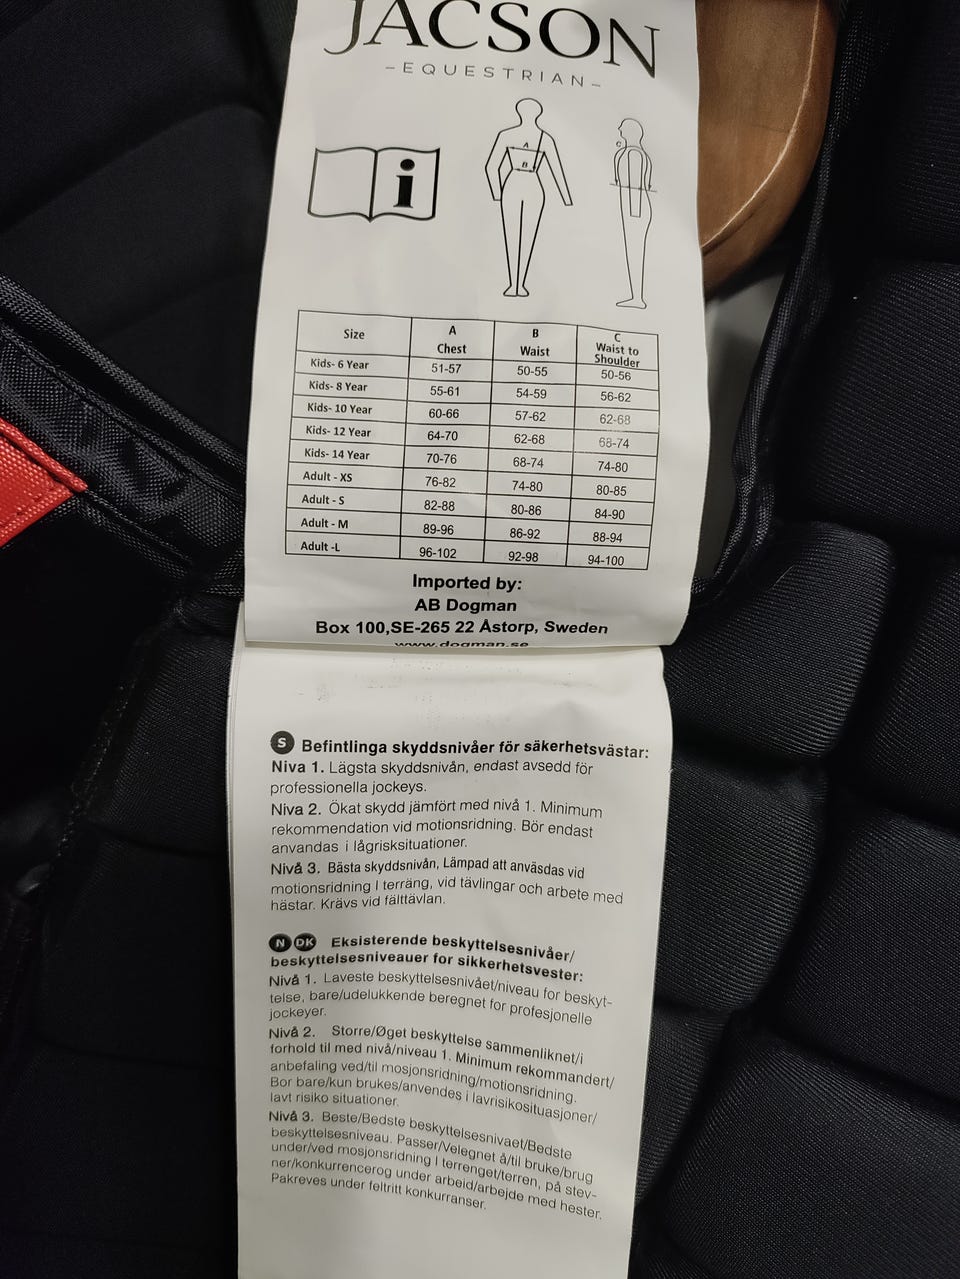 JACSON
-EQUESTRIAN-
i
A
B
C
Size A Chest B Waist C Waist to Shoulder
Kids- 6 Year 51-57 50-55 50-56
Kids- 8 Year 55-61 54-59 56-62
Kids- 10 Year 60-66 57-62 62-68
Kids- 12 Year 64-70 62-68 68-74
Kids- 14 Year 70-76 68-74 74-80
Adult - XS 76-82 74-80 80-85
Adult - S 82-88 80-86 84-90
Adult - M 89-96 86-92 88-94
Adult -L 96-102 92-98 94-100
Imported by:
AB Dogman
Box 100,SE-265 22 Åstorp, Sweden
www.dogman.se
S Befintlinga skyddsnivåer för säkerhetsvästar:
Niva 1. Lägsta skyddsnivån, endast avsedd för
professionella jockeys.
Niva 2. Ökat skydd jämfört med nivå 1. Minimum
rekommendation vid motionsridning. Bör endast
anvandas i lågrisksituationer.
Nivå 3. Bästa skyddsnivån, Lämpad att anväsdas vid
motionsridning I terräng, vid tävlingar och arbete med
hästar. Krävs vid fälttävlan.
N DK Eksisterende beskyttelsesnivåer/
beskyttelsesniveauer for sikkerhetsvester:
Nivå 1. Laveste beskyttelsesnivået/niveau for beskyt-
telse, bare/udelukkende beregnet for profesjonelle
jockeyer.
Nivå 2. Storre/Øget beskyttelse sammenliknet/i
forhold til med nivå/niveau 1. Minimum rekommandert/
anbefaling ved/til mosjonsridning/motionsridning.
Bor bare/kun brukes/anvendes i lavrisikosituasjoner/
lavt risiko situationer.
Nivå 3. Beste/Bedste beskyttelsesnivaet/Bedste
beskyttelsesniveau. Passer/Velegnet å/til bruke/brug
under/ved mosjonsridning I terrenget/terren, på stev-
ner/konkurrencerog under arbeid/arbejde med hester.
Pakreves under feltritt konkurranser.